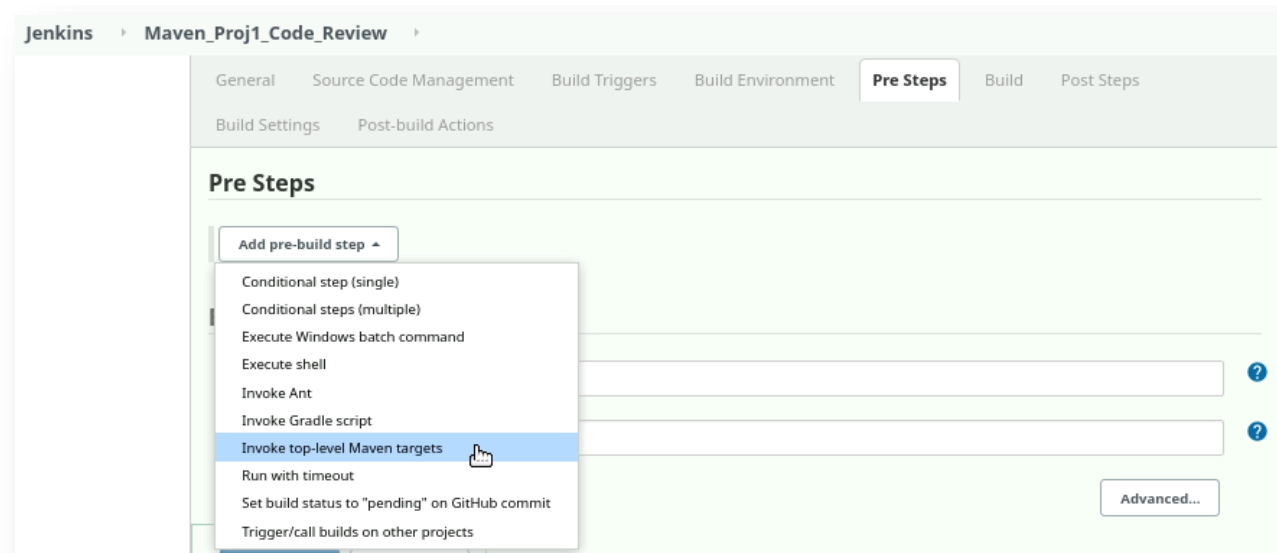 Jenkins Maven_Proj1_Code_Review
General Source Code Management Build Triggers Build Environment Pre Steps Build Post Steps
Build Settings Post-build Actions
Pre Steps
Add pre-build step
Conditional step (single)
Conditional steps (multiple)
Execute Windows batch command
Execute shell
Invoke Ant
Invoke Gradle script
Invoke top-level Maven targets
Run with timeout
Set build status to "pending" on GitHub commit
Advanced...
Trigger/call builds on other projects